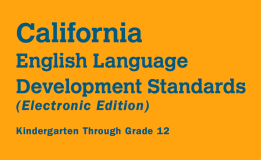 California
English Language
Development Standards
(Electronic Edition)
Kindergarten Through Grade 12